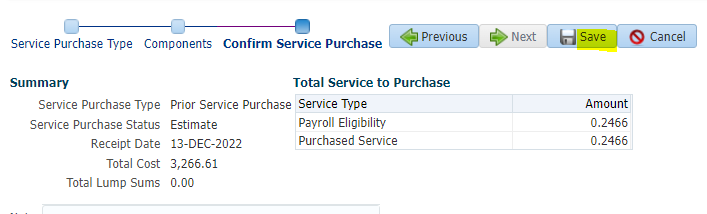 Service Purchase Type Components Confirm Service Purchase Previous Next Save Cancel
Summary Total Service to Purchase
Service Purchase Type Prior Service Purchase Service Type Amount
Service Purchase Status Estimate Payroll Eligibility 0.2466
Receipt Date 13-DEC-2022 Purchased Service 0.2466
Total Cost 3,266.61
Total Lump Sums 0.00